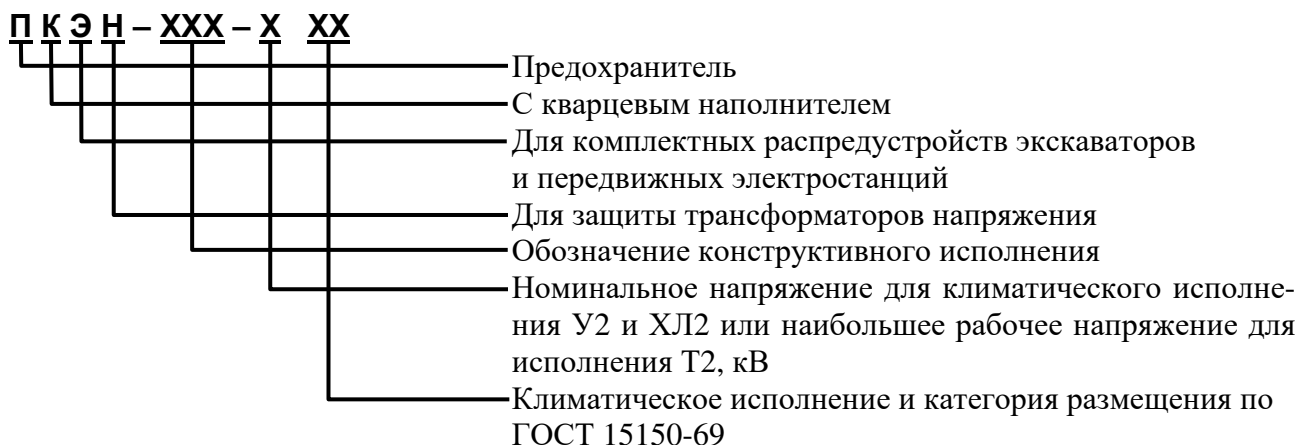 П К Э Н – ХХХ – Х ХХ
Предохранитель
С кварцевым наполнителем
Для комплектных распредустройств экскаваторов
и передвижных электростанций
Для защиты трансформаторов напряжения
Обозначение конструктивного исполнения
Номинальное напряжение для климатического исполне-
ния У2 и ХЛ2 или наибольшее рабочее напряжение для
исполнения Т2, кВ
Климатическое исполнение и категория размещения по
ГОСТ 15150-69